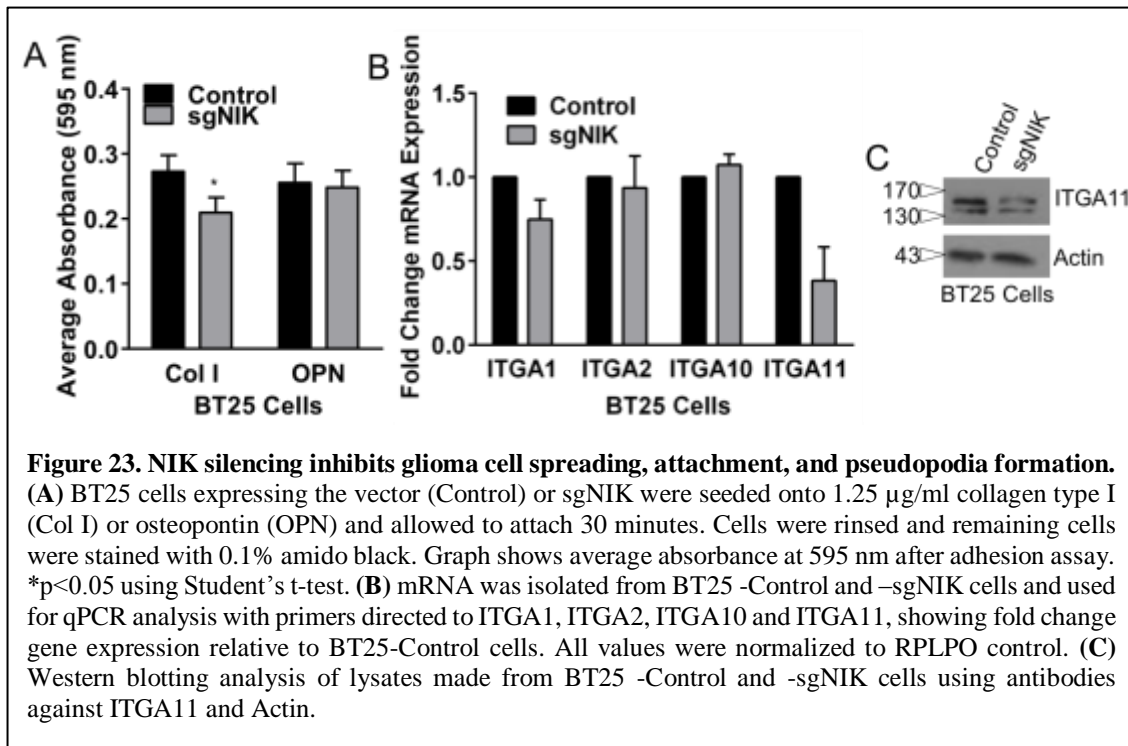 A
Average Absorbance (595 nm)
0.4
0.3
0.2
0.1
0.0
Control
sgNIK
*
Col I OPN
BT25 Cells
B
Fold Change mRNA Expression
1.5
1.0
0.5
0.0
Control
sgNIK
ITGA1 ITGA2 ITGA10 ITGA11
BT25 Cells
C
Control
sgNIK
170
130
ITGA11
43
Actin
BT25 Cells
Figure 23. NIK silencing inhibits glioma cell spreading, attachment, and pseudopodia formation.
(A) BT25 cells expressing the vector (Control) or sgNIK were seeded onto 1.25 µg/ml collagen type I
(Col I) or osteopontin (OPN) and allowed to attach 30 minutes. Cells were rinsed and remaining cells
were stained with 0.1% amido black. Graph shows average absorbance at 595 nm after adhesion assay.
*p<0.05 using Student’s t-test. (B) mRNA was isolated from BT25 -Control and –sgNIK cells and used
for qPCR analysis with primers directed to ITGA1, ITGA2, ITGA10 and ITGA11, showing fold change
gene expression relative to BT25-Control cells. All values were normalized to RPLPO control. (C)
Western blotting analysis of lysates made from BT25 -Control and -sgNIK cells using antibodies
against ITGA11 and Actin.